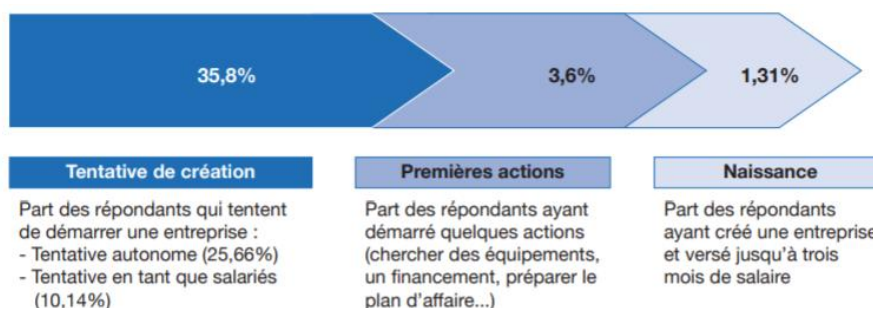 35,8%
3,6%
1,31%
Tentative de création
Part des répondants qui tentent
de démarrer une entreprise :
- Tentative autonome (25,66%)
- Tentative en tant que salariés
(10,14%)
Premières actions
Part des répondants ayant
démarré quelques actions
(chercher des équipements,
un financement, préparer le
plan d'affaire...)
Naissance
Part des répondants
ayant créé une entreprise
et versé jusqu'à trois
mois de salaire